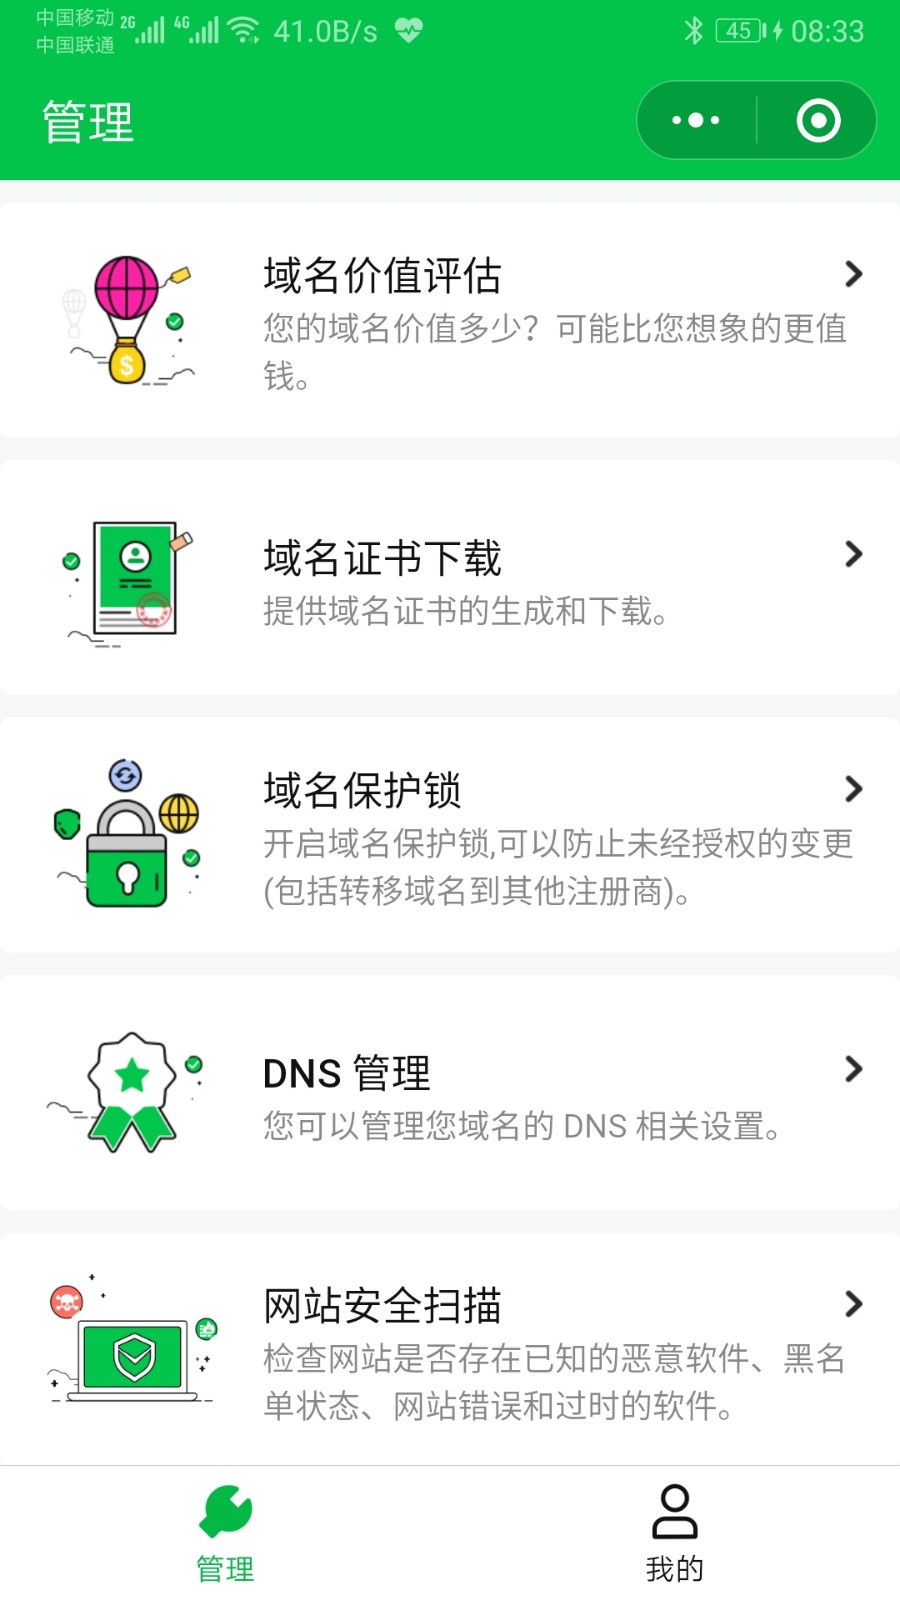 中国移动 2G 4G 41.0B/s 45 08:33
中国联通
管理
域名价值评估
您的域名价值多少？可能比您想象的更值
钱。
$
域名证书下载
提供域名证书的生成和下载。
域名保护锁
开启域名保护锁,可以防止未经授权的变更
(包括转移域名到其他注册商)。
DNS 管理
您可以管理您域名的 DNS 相关设置。
网站安全扫描
检查网站是否存在已知的恶意软件、黑名
单状态、网站错误和过时的软件。
管理
我的